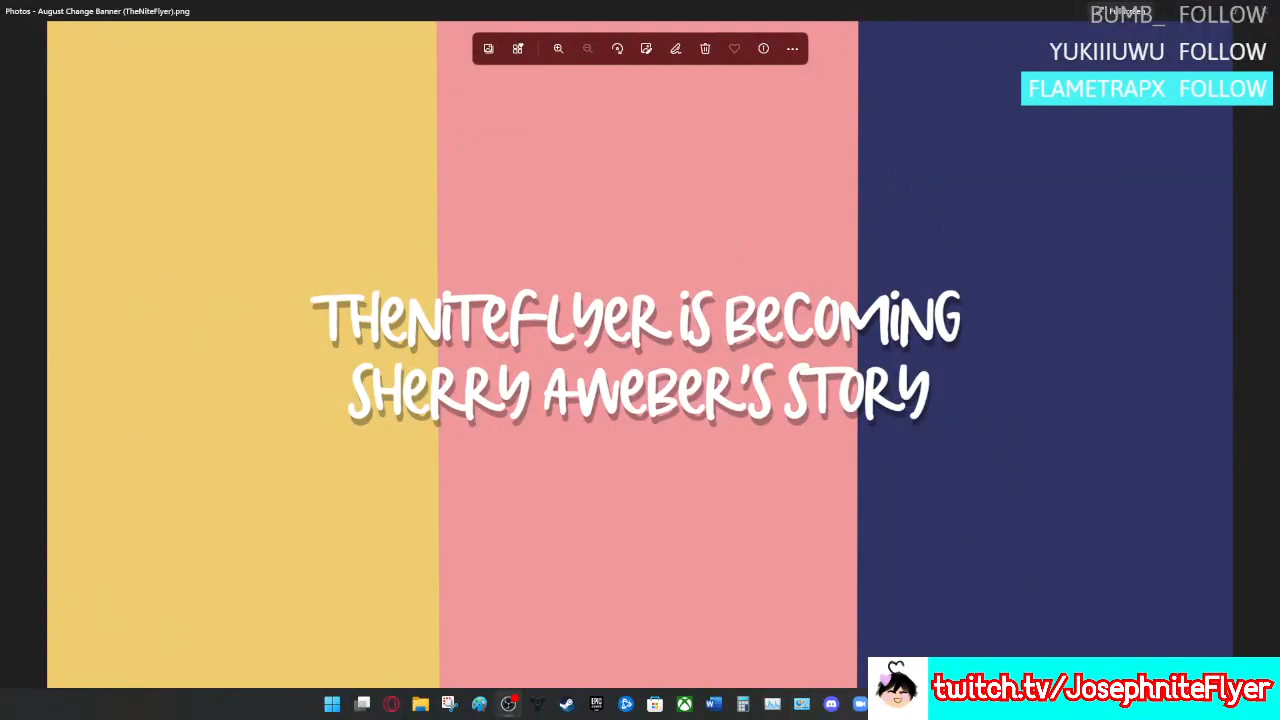 Photos - August Change Banner (TheNiteFlyer).png
BUMB_ FOLLOW
YUKIIIUWU FOLLOW
FLAMETRAPX FOLLOW
THENITEFLYER IS BECOMING
SHERRY AWEBER'S STORY
twitch.tv/JosephniteFlyer